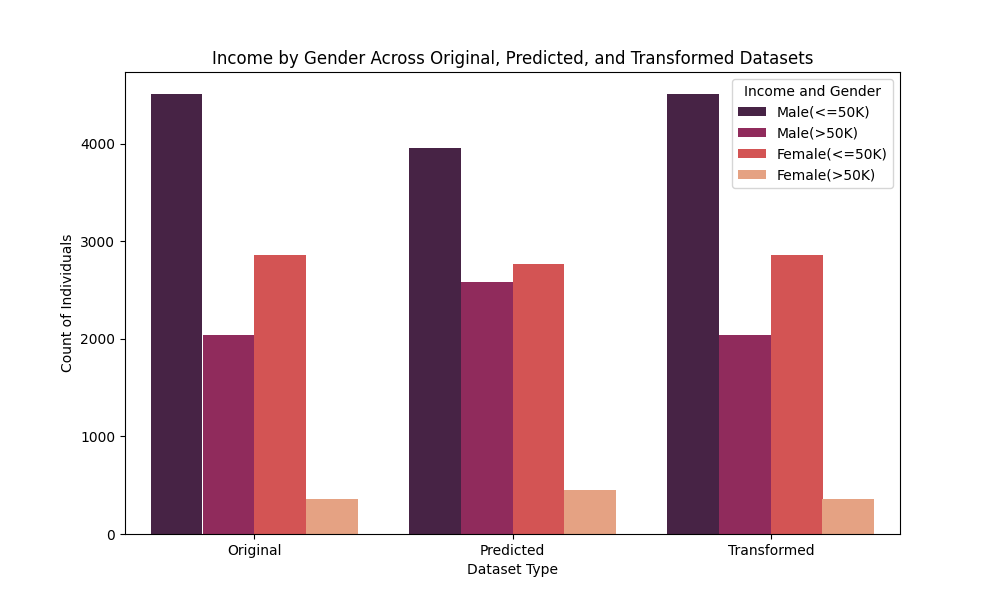 Income by Gender Across Original, Predicted, and Transformed Datasets
Income and Gender
Male(<=50K)
Male(>50K)
Female(<=50K)
Female(>50K)
Count of Individuals
4000
3000
2000
1000
0
Original
Predicted
Transformed
Dataset Type